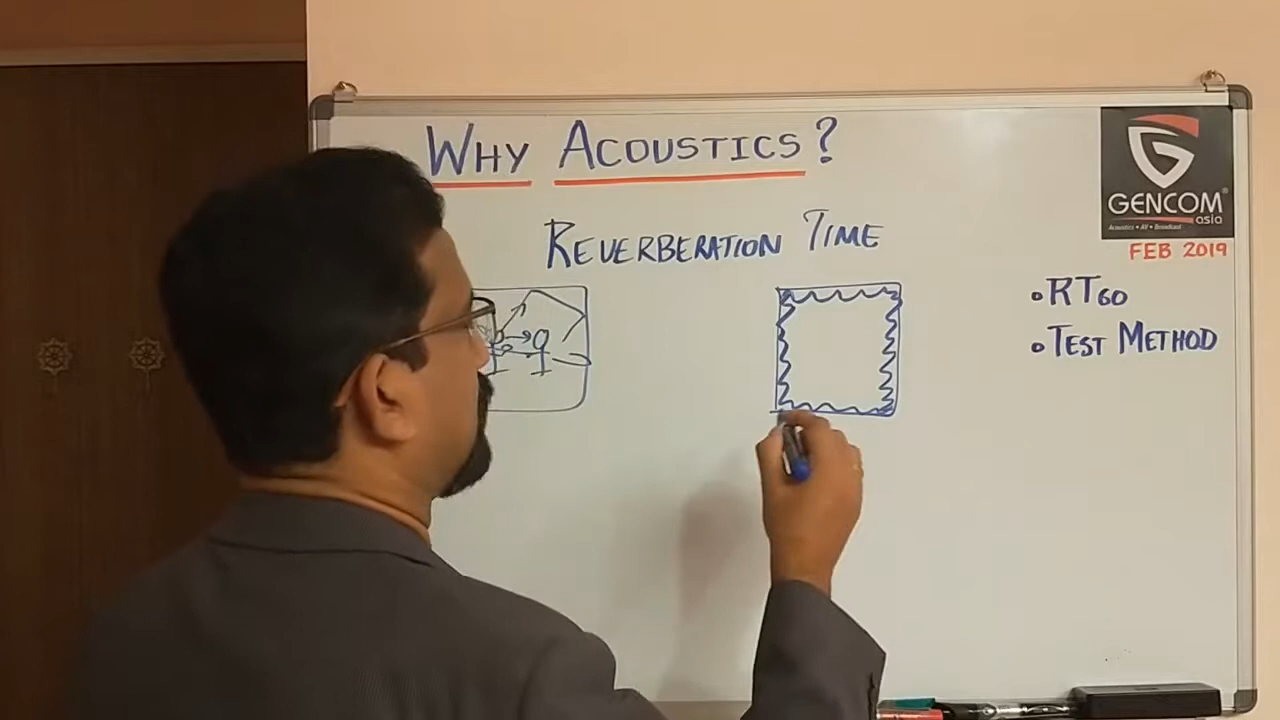 WHY ACOUSTICS?
REVERBERATION TIME
GENCOM®
asia
Acoustics • AV • Broadcast
FEB 2019
• RT60
• TEST METHOD